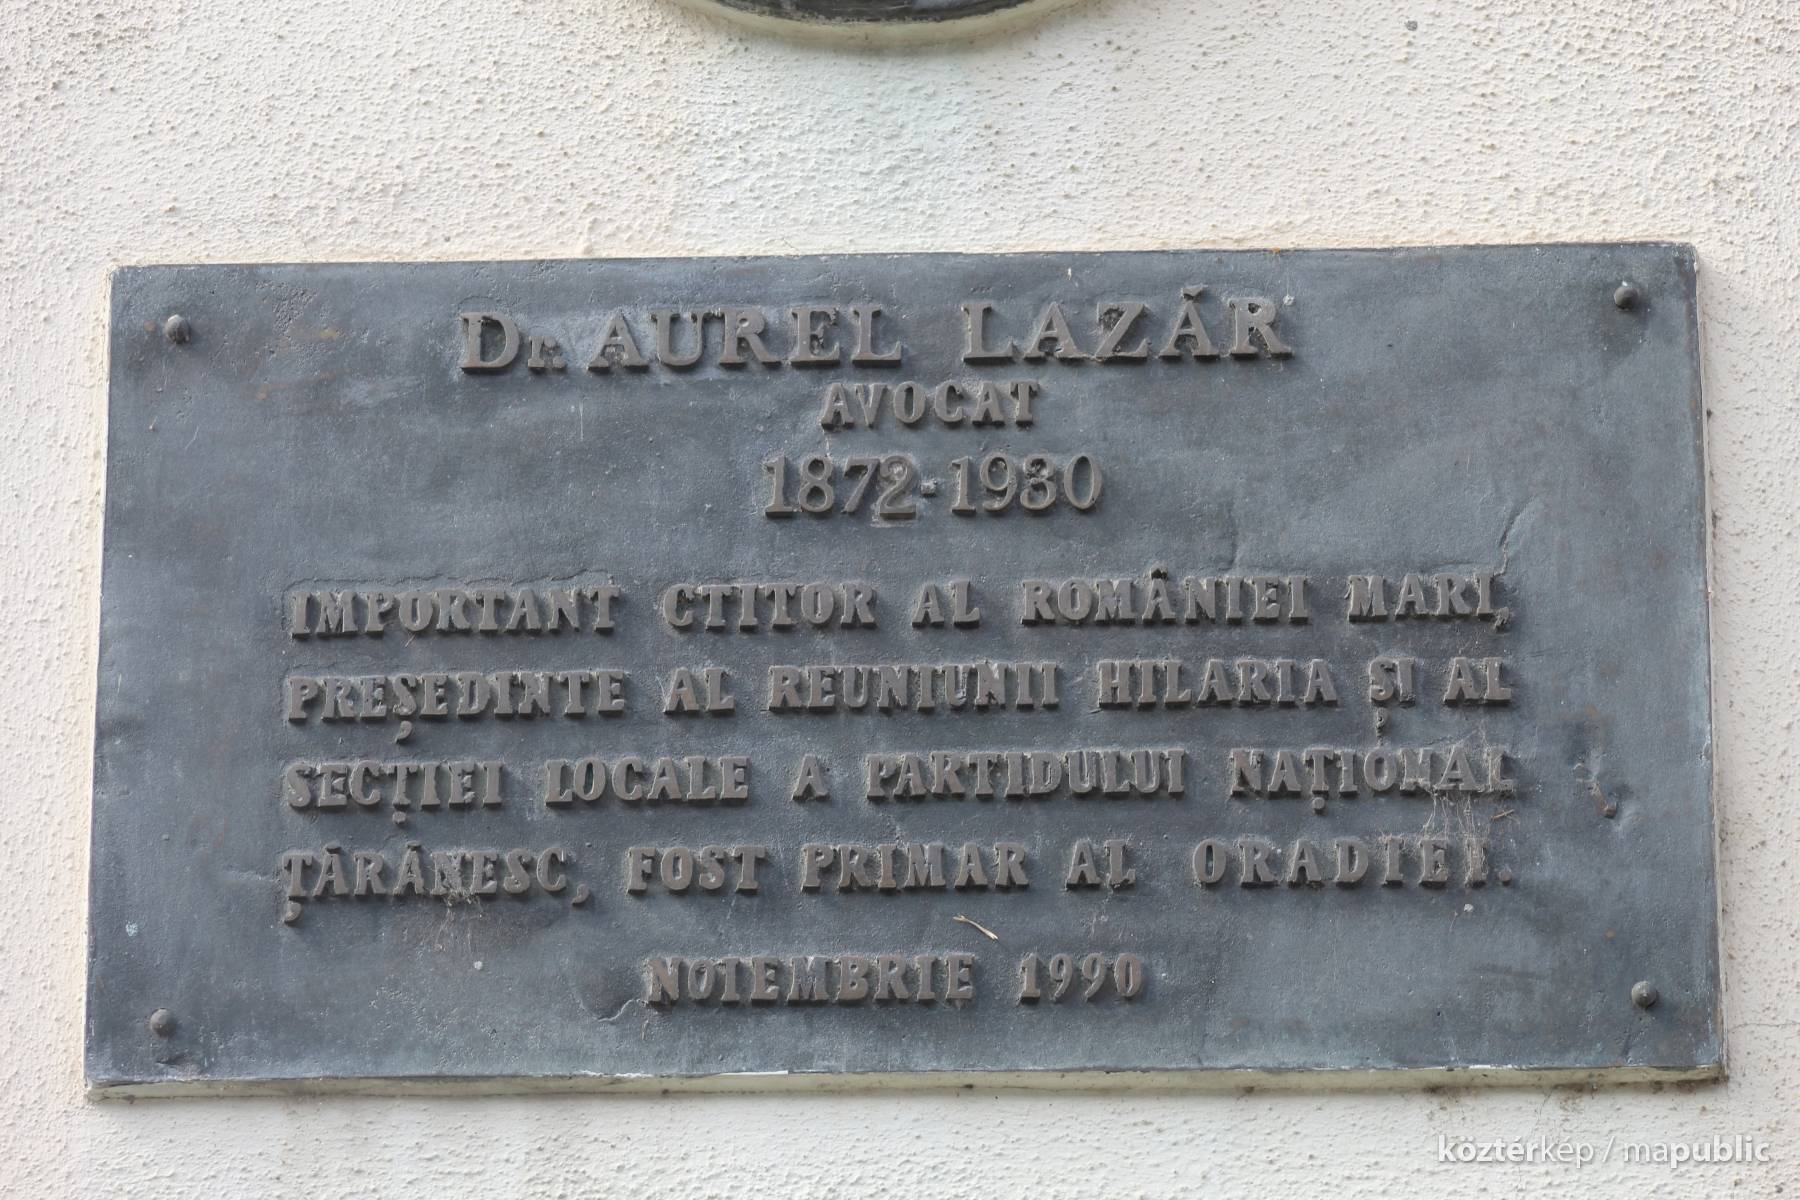 Dr. AUREL LAZĂR
AVOCAT
1872-1930
IMPORTANT CTITOR AL ROMÂNIEI MARI,
PREȘEDINTE AL REUNIUNII HILARIA ȘI AL
SECȚIEI LOCALE A PARTIDULUI NAȚIONAL
ȚĂRĂNESC, FOST PRIMAR AL ORADIEI.
NOIEMBRIE 1990
köztérkép / mapublic